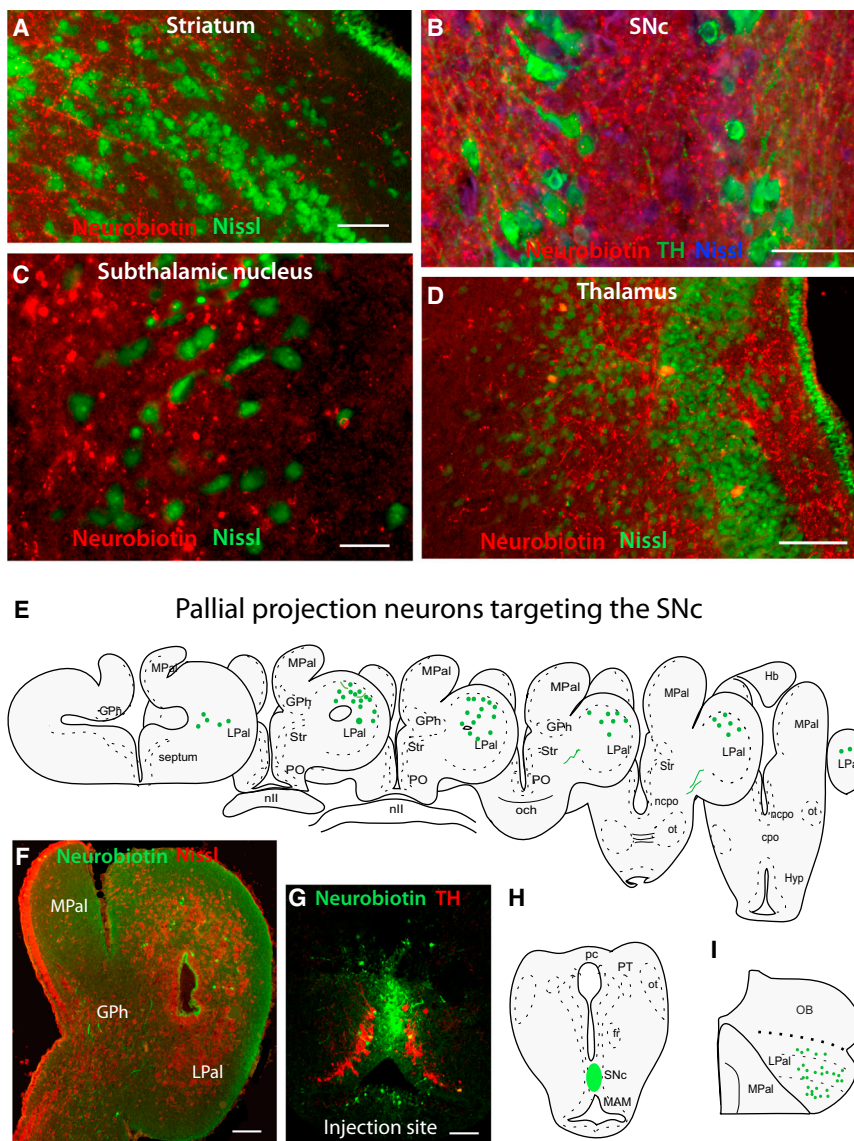 A
Striatum
Neurobiotin Nissl
B
SNc
Neurobiotin TH Nissl
C
Subthalamic nucleus
Neurobiotin Nissl
D
Thalamus
Neurobiotin Nissl
E
Pallial projection neurons targeting the SNc
GPh
MPal
septum
LPal
MPal
GPh
Str
LPal
PO
nII
MPal
GPh
Str
LPal
PO
nII
MPal
GPh
Str
LPal
PO
och
MPal
Str
LPal
ncpo
ot
Hb
MPal
ncpo
ot
cpo
Hyp
LPal
F
Neurobiotin Nissl
MPal
GPh
LPal
G
Neurobiotin TH
Injection site
H
pc
PT
ot
fr
SNc
MAM
I
OB
LPal
MPal